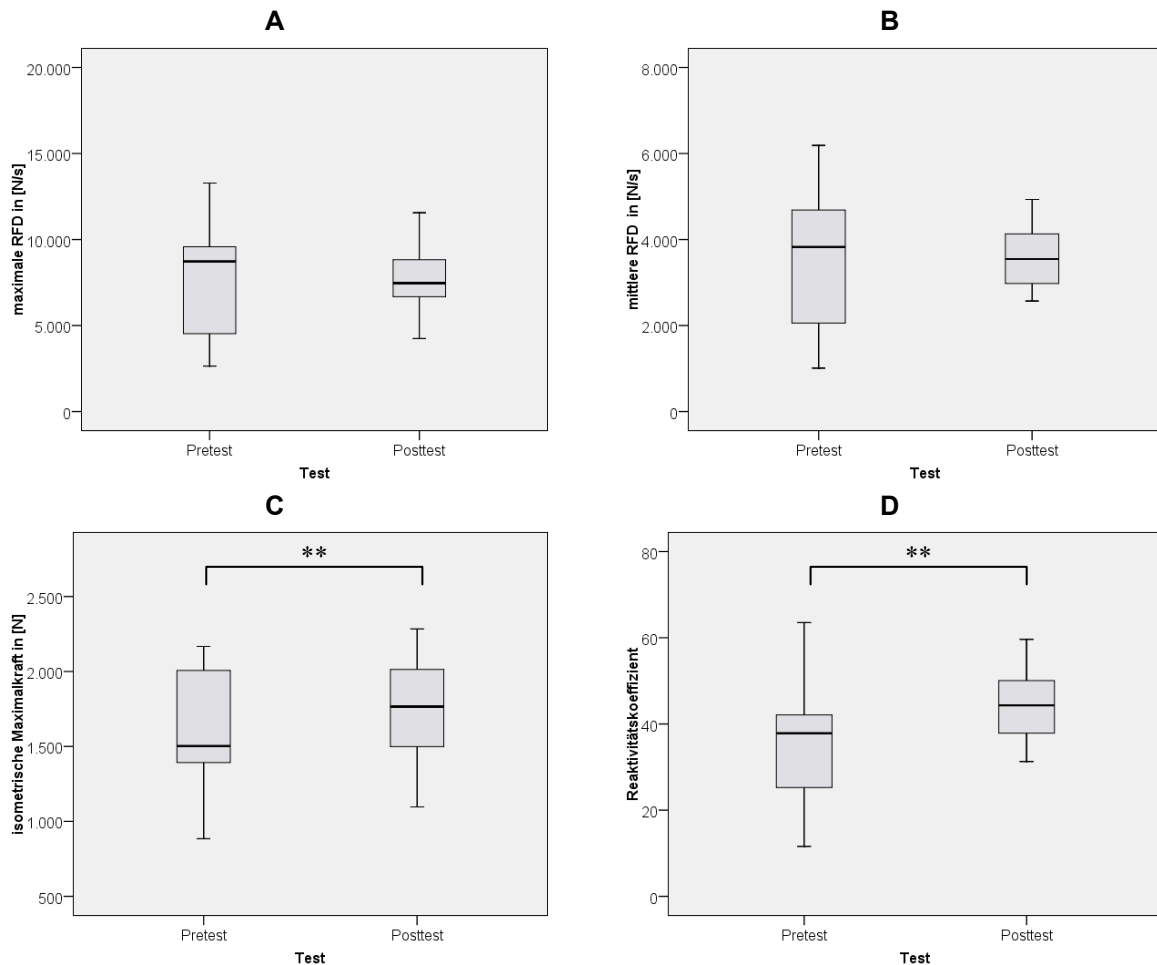 A
maximale RFD in [N/s]
20.000
15.000
10.000
5.000
0
Pretest
Posttest
Test
B
mittlere RFD in [N/s]
8.000
6.000
4.000
2.000
0
Pretest
Posttest
Test
C
isometrische Maximalkraft in [N]
2.500
2.000
1.500
1.000
500
**
Pretest
Posttest
Test
D
Reaktivitätskoeffizient
80
60
40
20
0
**
Pretest
Posttest
Test